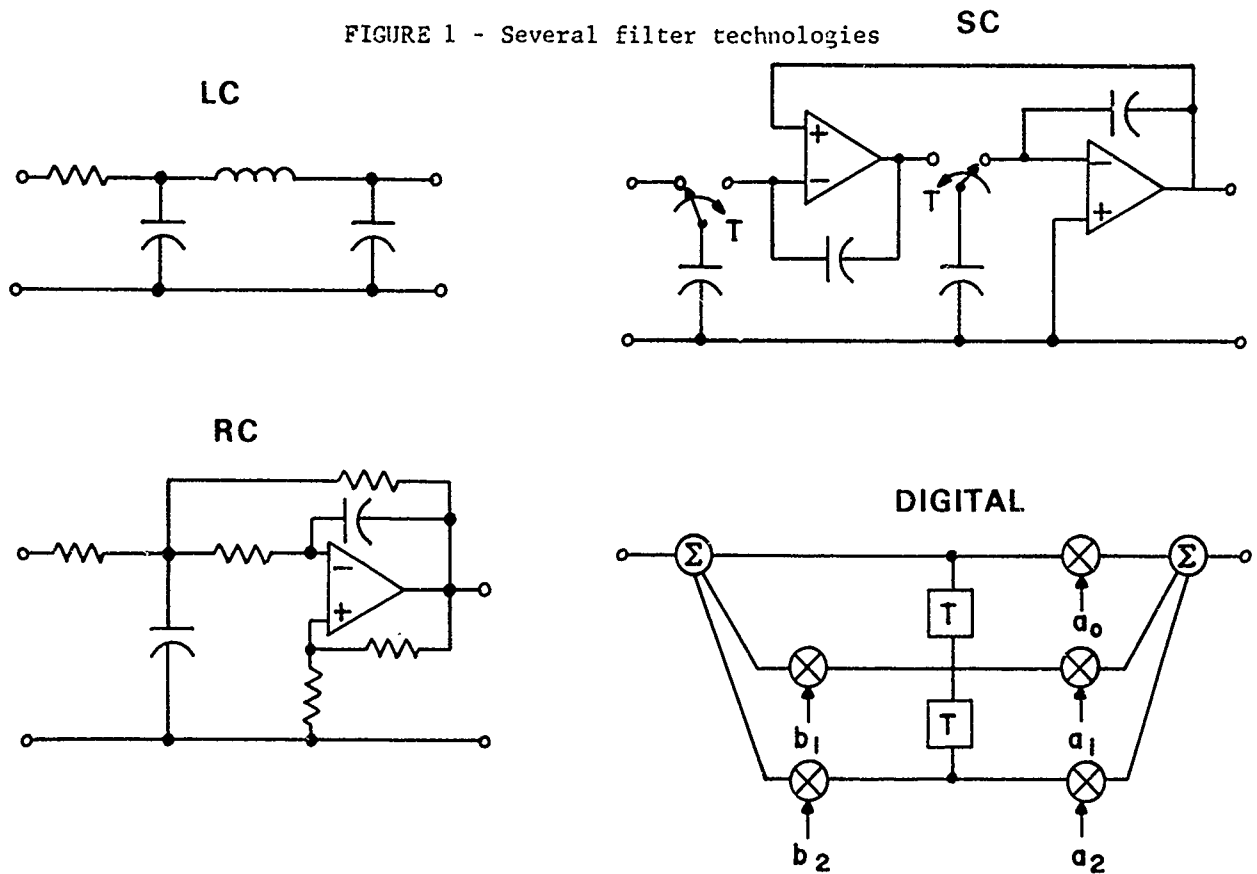 FIGURE 1 - Several filter technologies
SC
LC
+
−
T
T
−
+
RC
−
+
DIGITAL
Σ
Σ
T
a₀
T
b₁
a₁
b₂
a₂